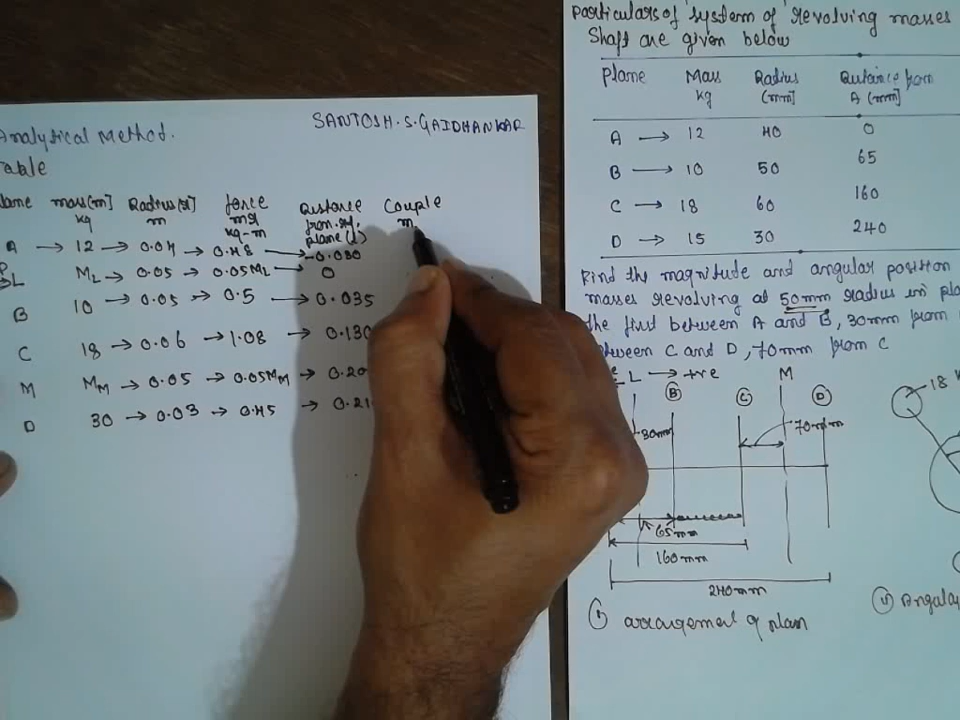 Analytical Method.
SANTOSH.S.GAIDHANKAR
Table
Plane mass(m) kg Radius(r) m force mr kg-m Distance from ref. plane(l) Couple m
A → 12 → 0.04 → 0.48 → -0.030
R.P L M_L → 0.05 → 0.05M_L → 0
B 10 → 0.05 → 0.5 → 0.035
C 18 → 0.06 → 1.08 → 0.130
M M_M → 0.05 → 0.05M_M → 0.20
D 30 → 0.03 → 0.45 → 0.21
Particulars of system of revolving masses
Shaft are given below
Plane Mass kg Radius (mm) Distance from A (mm)
A → 12 40 0
B → 10 50 65
C → 18 60 160
D → 15 30 240
Find the magnitude and angular position
masses revolving at 50mm radius in pla
the first between A and B, 30mm from
between C and D, 70mm from C
L → +ve
M
B
C
D
30mm
70mm
65mm
160mm
240mm
arrangement of plan
18 K
Angular